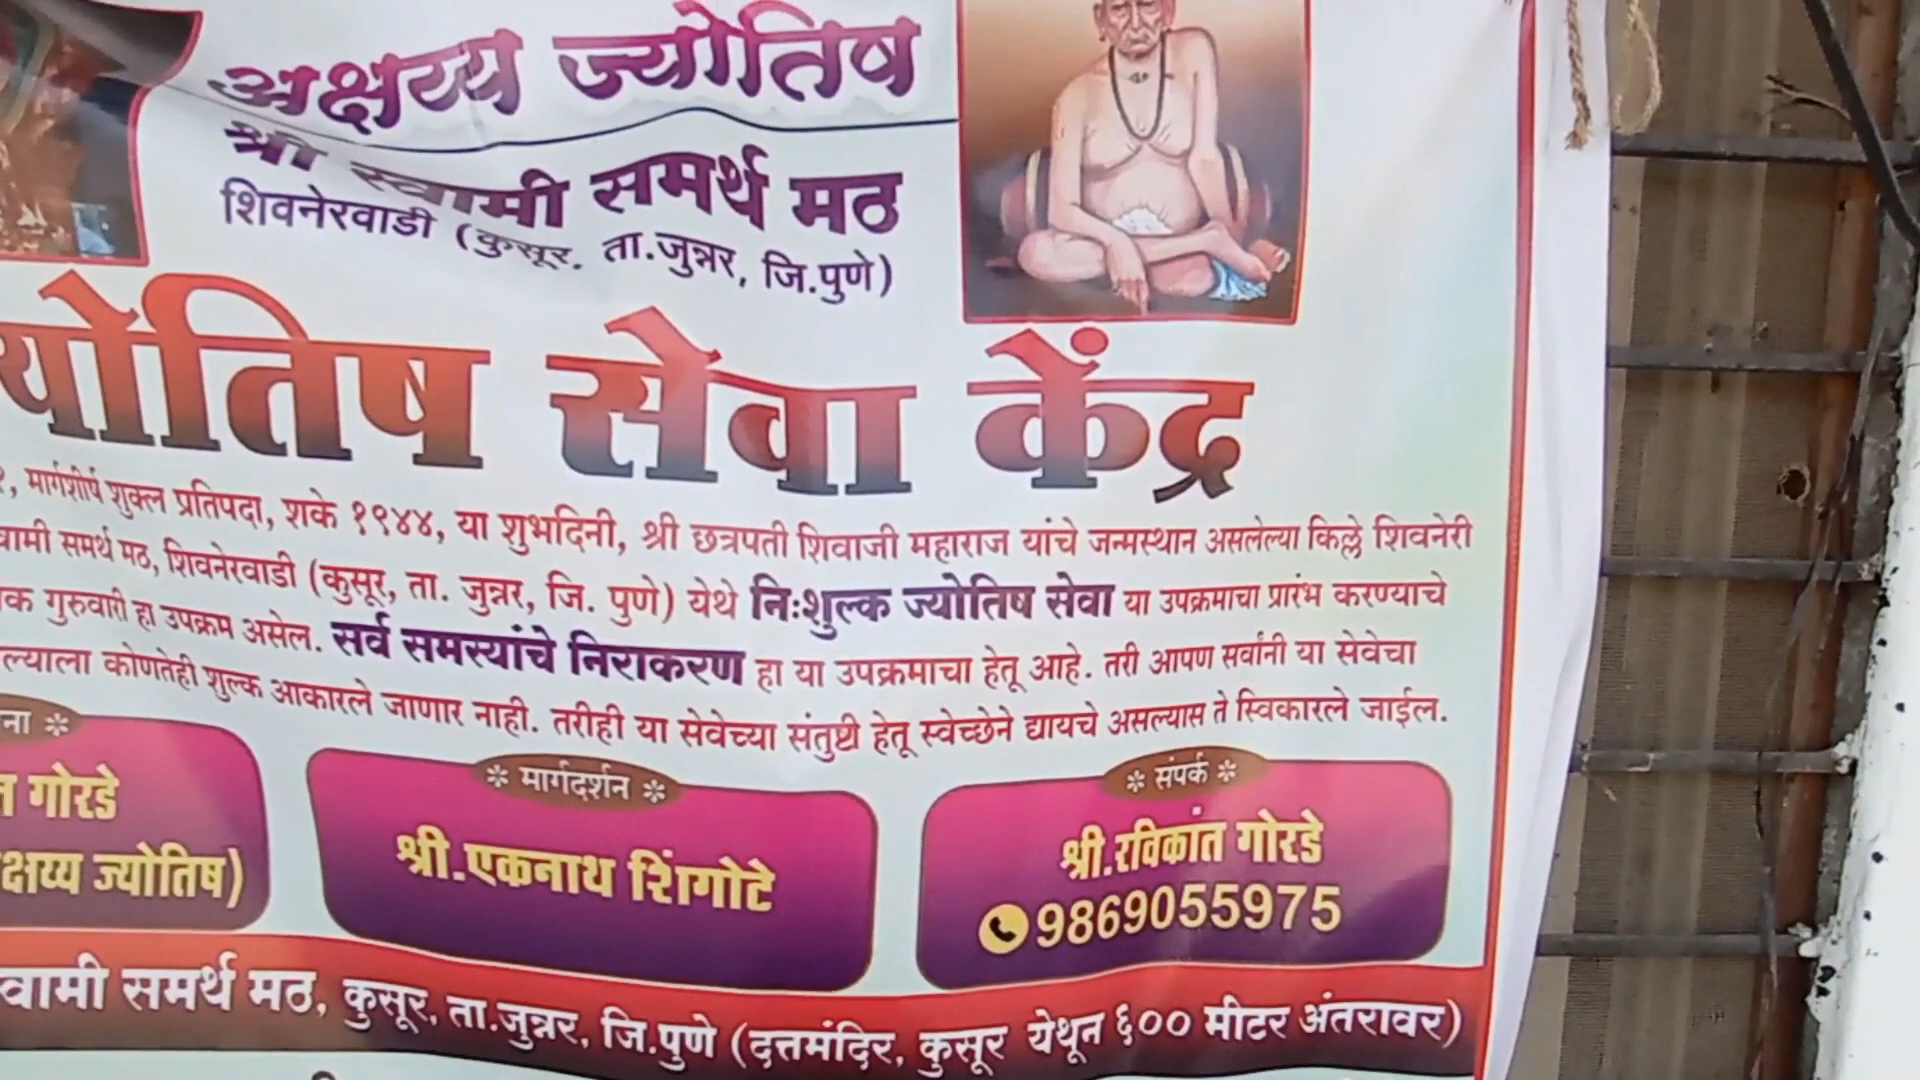 अक्षय्य ज्योतिष
श्री स्वामी समर्थ मठ
शिवनेरवाडी (कुसूर, ता.जुन्नर, जि.पुणे)
ज्योतिष सेवा केंद्र
मार्गशीर्ष शुक्ल प्रतिपदा, शके १९४४, या शुभदिनी, श्री छत्रपती शिवाजी महाराज यांचे जन्मस्थान असलेल्या किल्ले शिवनेरी
समर्थ मठ, शिवनेरवाडी (कुसूर, ता. जुन्नर, जि. पुणे) येथे निःशुल्क ज्योतिष सेवा या उपक्रमाचा प्रारंभ करण्याचे
गुरुवारी हा उपक्रम असेल. सर्व समस्यांचे निराकरण हा या उपक्रमाचा हेतू आहे. तरी आपण सर्वांनी या सेवेचा
कोणतेही शुल्क आकारले जाणार नाही. तरीही या सेवेच्या संतुष्टी हेतू स्वेच्छेने द्यायचे असल्यास ते स्विकारले जाईल.
गोरडे
ज्योतिष)
मार्गदर्शन
श्री.एकनाथ शिंगोटे
संपर्क
श्री.रविकांत गोरडे
9869055975
समर्थ मठ, कुसूर, ता.जुन्नर, जि.पुणे (दत्तमंदिर, कुसूर येथून ६०० मीटर अंतरावर)